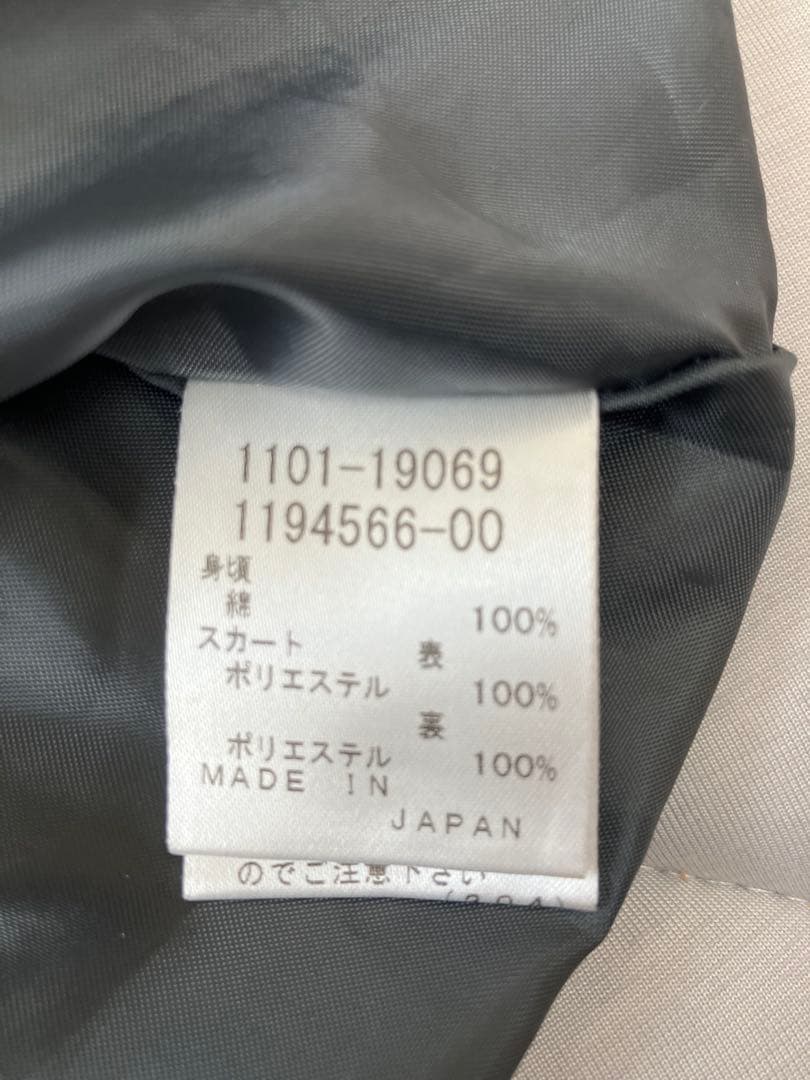 1101-19069
1194566-00
身頃
綿 100%
スカート 表
ポリエステル 100%
裏
ポリエステル 100%
MADE IN
JAPAN
のでご注意下さい
(204)